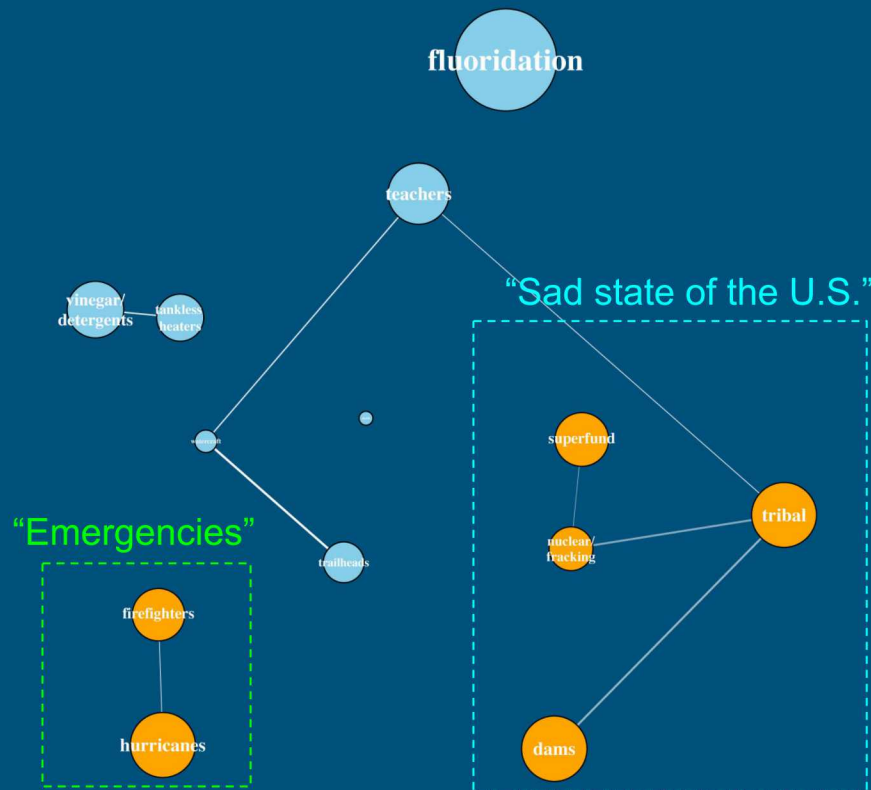 fluoridation
teachers
"Sad state of the U.S."
vinegar/
detergents
tankless
heaters
superfund
watercraft
tribal
"Emergencies"
nuclear/
fracking
trailheads
firefighters
hurricanes
dams